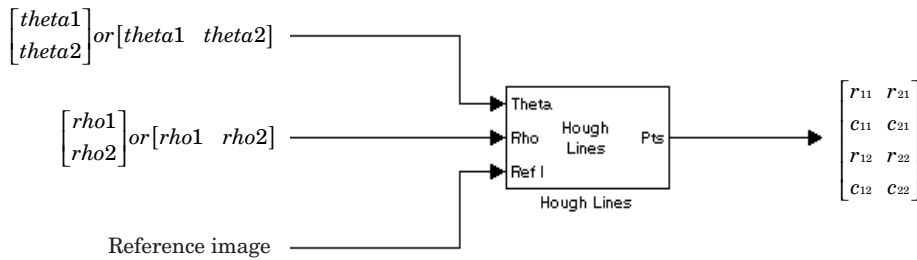 [theta1 theta2] or [theta1 theta2]
[rho1 rho2] or [rho1 rho2]
Reference image
Theta
Rho
Ref I
Hough
Lines
Pts
Hough Lines
r11 r21
c11 c21
r12 r22
c12 c22